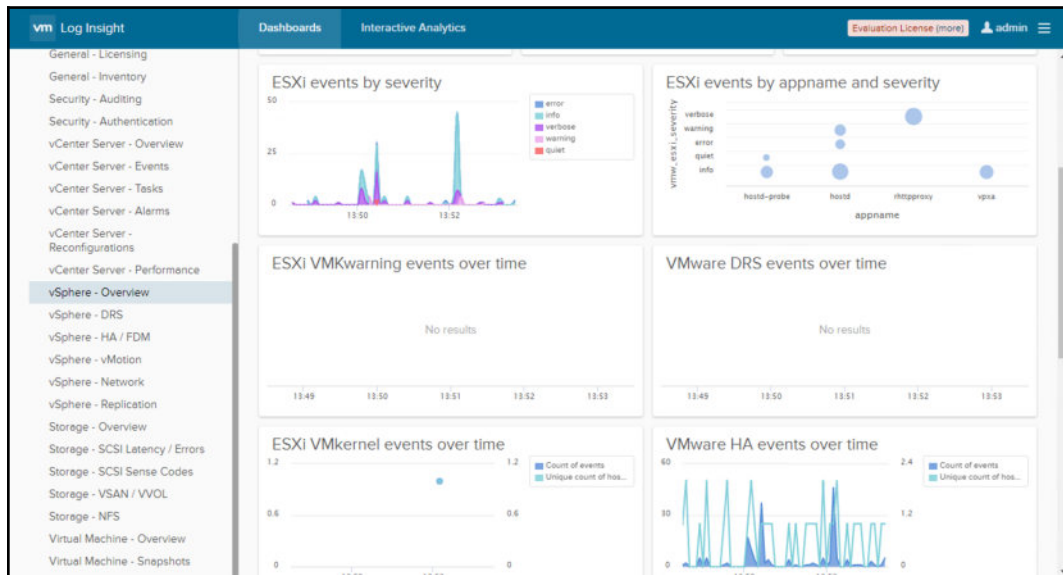 vm Log Insight
Dashboards
Interactive Analytics
Evaluation License (more)
admin
General - Licensing
General - Inventory
Security - Auditing
Security - Authentication
vCenter Server - Overview
vCenter Server - Events
vCenter Server - Tasks
vCenter Server - Alarms
vCenter Server -
Reconfigurations
vCenter Server - Performance
vSphere - Overview
vSphere - DRS
vSphere - HA / FDM
vSphere - vMotion
vSphere - Network
vSphere - Replication
Storage - Overview
Storage - SCSI Latency / Errors
Storage - SCSI Sense Codes
Storage - VSAN / VVOL
Storage - NFS
Virtual Machine - Overview
Virtual Machine - Snapshots
ESXi events by severity
50
25
0
13:50 13:52
error
info
verbose
warning
quiet
ESXi events by appname and severity
vmw_esxi_severity
verbose
warning
error
quiet
info
hostd-probe hostd rhttpproxy vpxa
appname
ESXi VMKwarning events over time
No results
13:49 13:50 13:51 13:52 13:53
VMware DRS events over time
No results
13:49 13:50 13:51 13:52 13:53
ESXi VMkernel events over time
1.2 1.2
0.6 0.6
0 0
Count of events
Unique count of hos...
VMware HA events over time
60 2.4
30 1.2
0 0
Count of events
Unique count of hos...